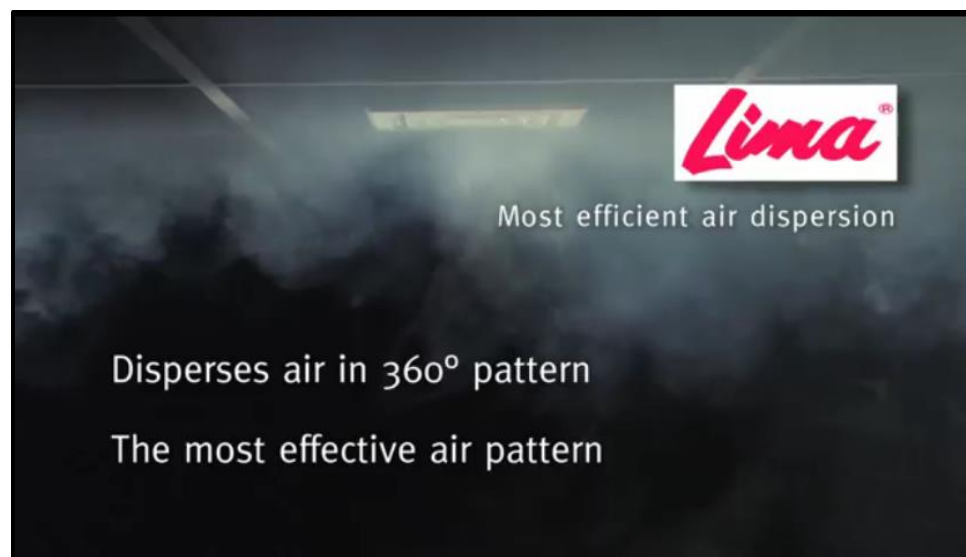 Lima®
Most efficient air dispersion
Disperses air in 360° pattern
The most effective air pattern